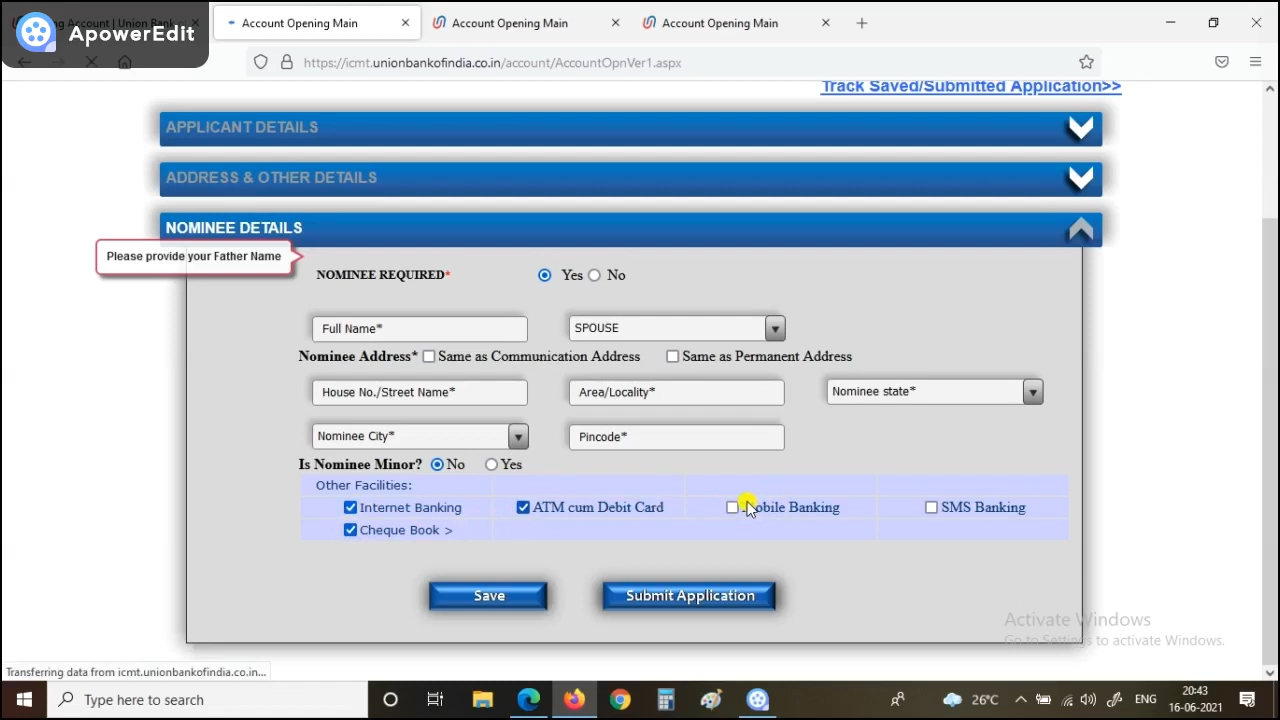 ng Account | Union Bank
Account Opening Main
Account Opening Main
Account Opening Main
ApowerEdit
https://icmt.unionbankofindia.co.in/account/AccountOpnVer1.aspx
Track Saved/Submitted Application>>
APPLICANT DETAILS
ADDRESS & OTHER DETAILS
NOMINEE DETAILS
Please provide your Father Name
NOMINEE REQUIRED* Yes No
Full Name* SPOUSE
Nominee Address* Same as Communication Address Same as Permanent Address
House No./Street Name* Area/Locality* Nominee state*
Nominee City* Pincode*
Is Nominee Minor? No Yes
Other Facilities:
Internet Banking ATM cum Debit Card Mobile Banking SMS Banking
Cheque Book >
Save Submit Application
Activate Windows
Go to Settings to activate Windows.
Transferring data from icmt.unionbankofindia.co.in...
Type here to search 26°C ENG 20:43
16-06-2021